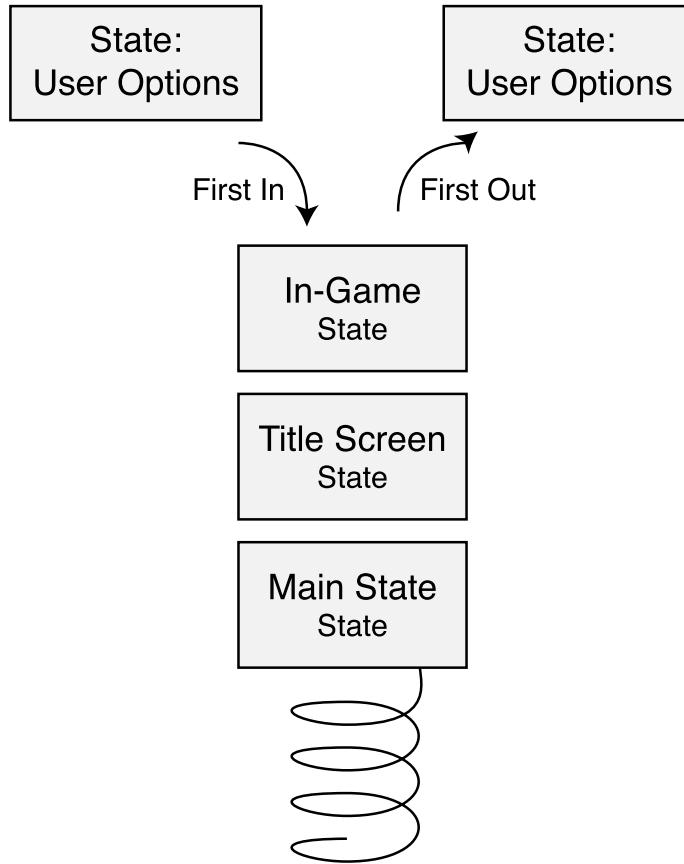 State:
User Options
State:
User Options
First In
First Out
In-Game
State
Title Screen
State
Main State
State